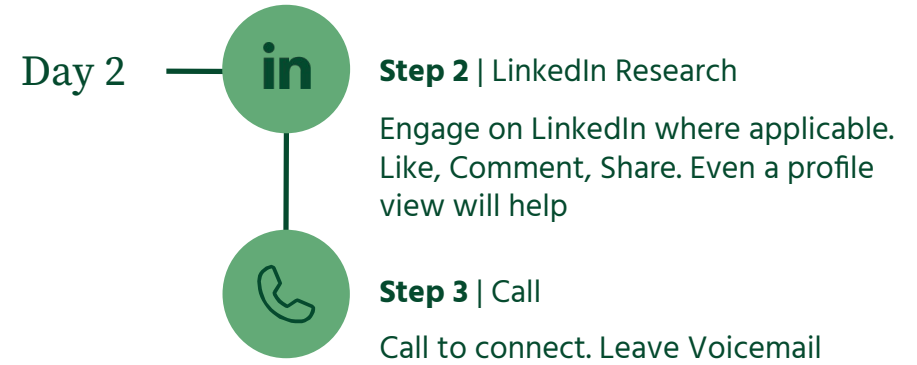 Day 2
in
Step 2 | LinkedIn Research
Engage on LinkedIn where applicable.
Like, Comment, Share. Even a profile
view will help
Step 3 | Call
Call to connect. Leave Voicemail